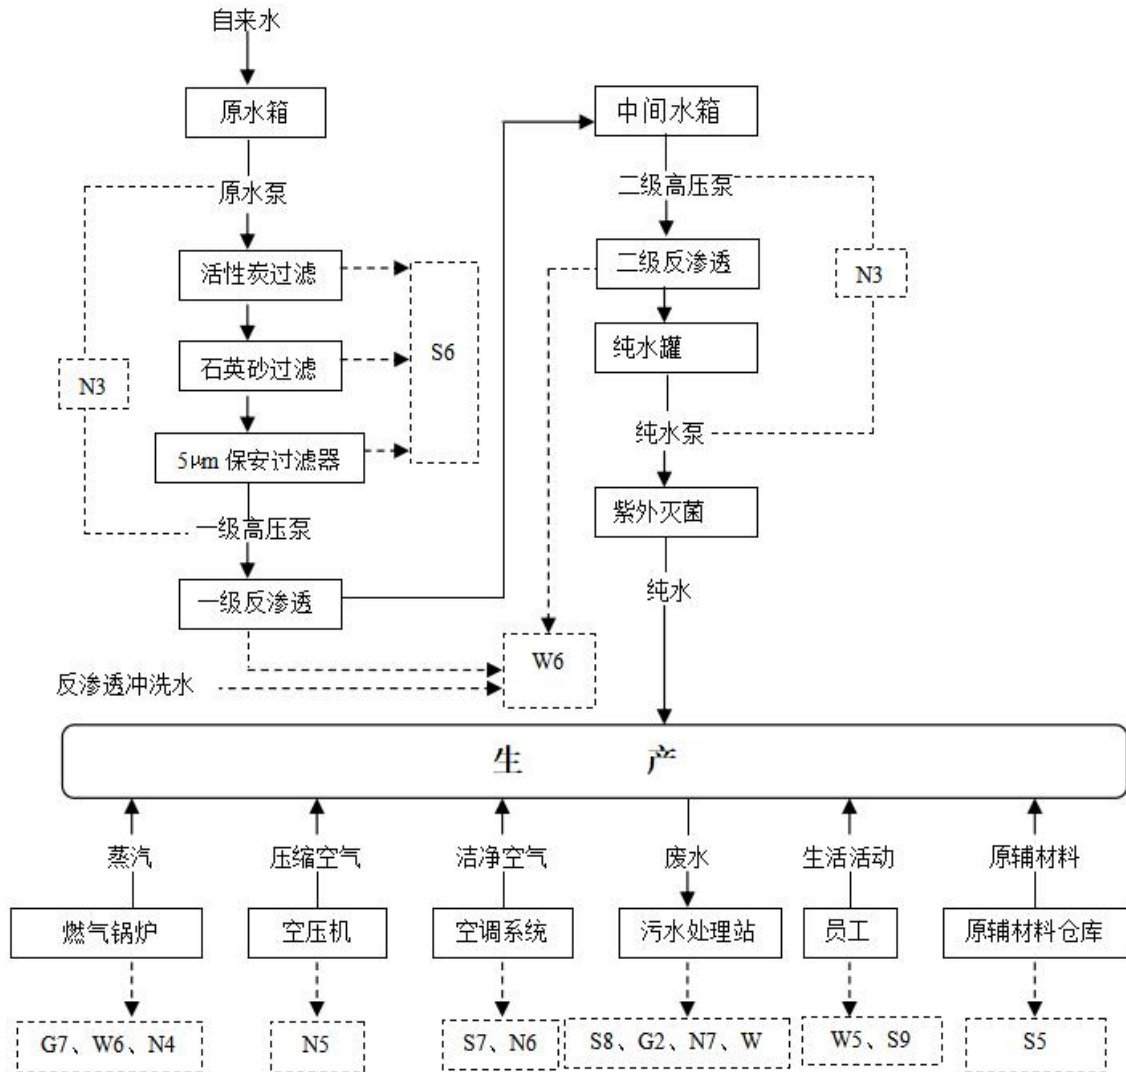 自来水
原水箱
原水泵
活性炭过滤
石英砂过滤
5μm 保安过滤器
一级高压泵
一级反渗透
N3
S6
反渗透冲洗水
W6
中间水箱
二级高压泵
二级反渗透
纯水罐
纯水泵
紫外灭菌
纯水
N3
生 产
蒸汽
压缩空气
洁净空气
废水
生活活动
原辅材料
燃气锅炉
空压机
空调系统
污水处理站
员工
原辅材料仓库
G7、W6、N4
N5
S7、N6
S8、G2、N7、W
W5、S9
S5